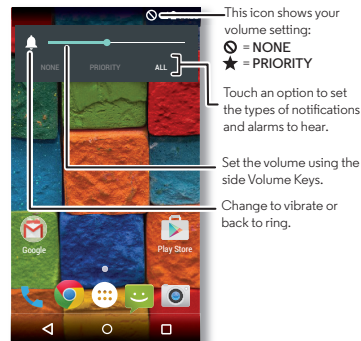 This icon shows your
volume setting:
= NONE
= PRIORITY
NONE PRIORITY ALL
Touch an option to set
the types of notifications
and alarms to hear.
Set the volume using the
side Volume Keys.
Change to vibrate or
back to ring.
Google Play Store